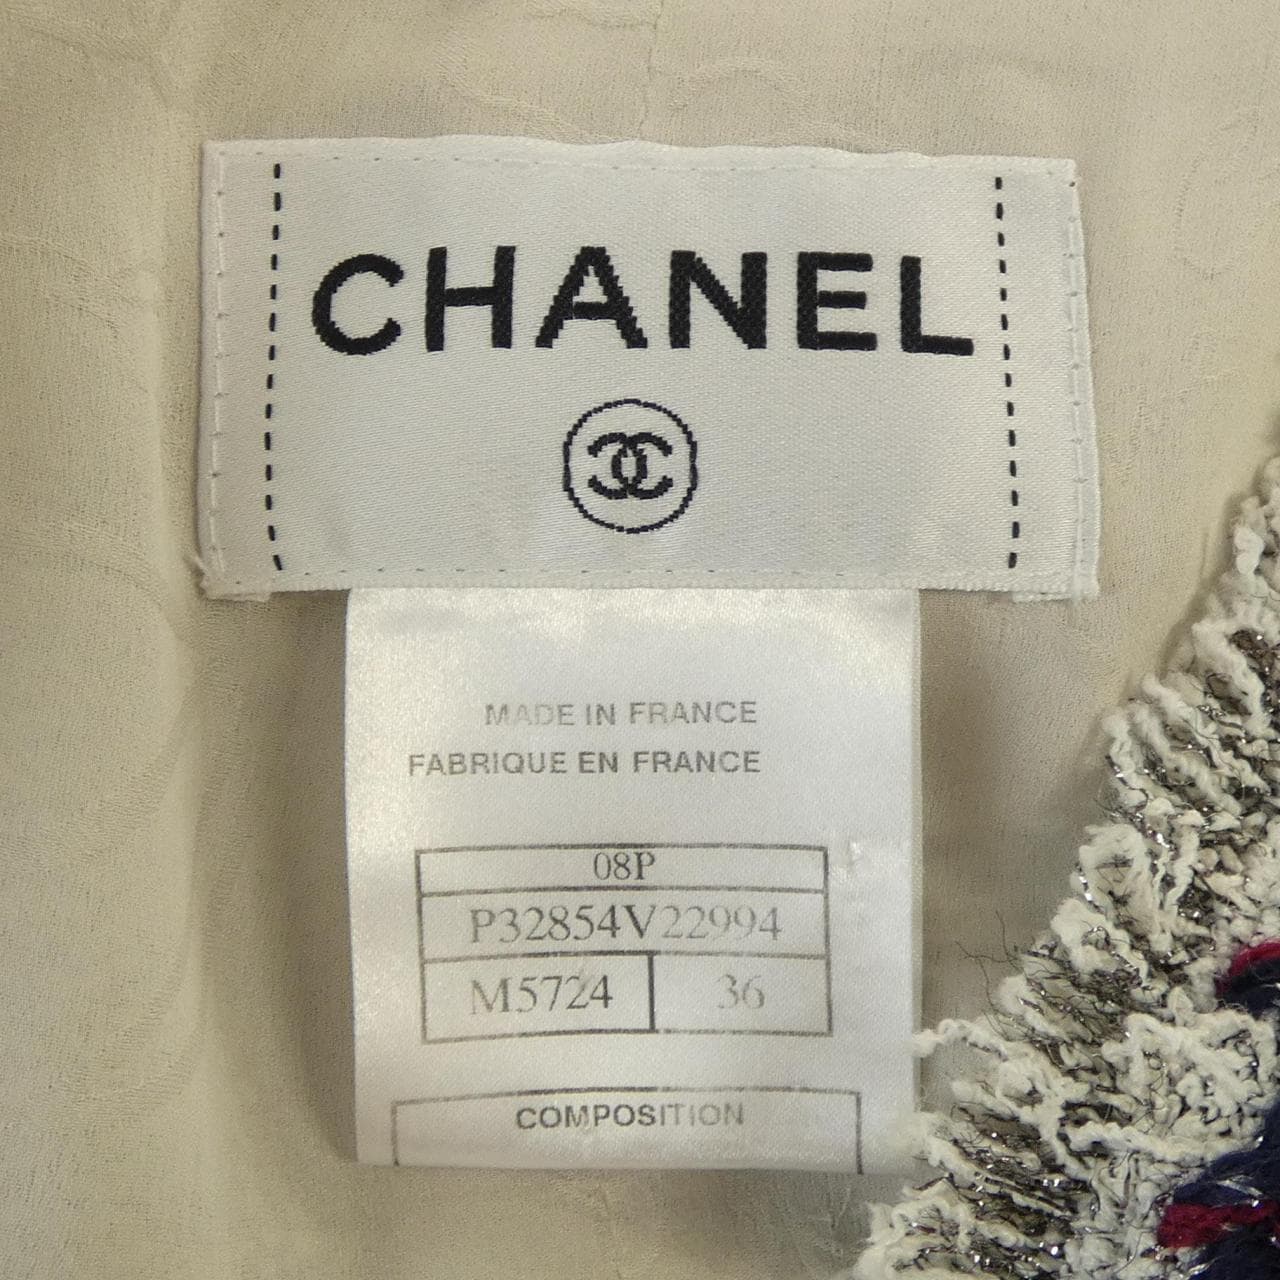 CHANEL
MADE IN FRANCE
FABRIQUE EN FRANCE
08P
P32854V22994
M5724 36
COMPOSITION